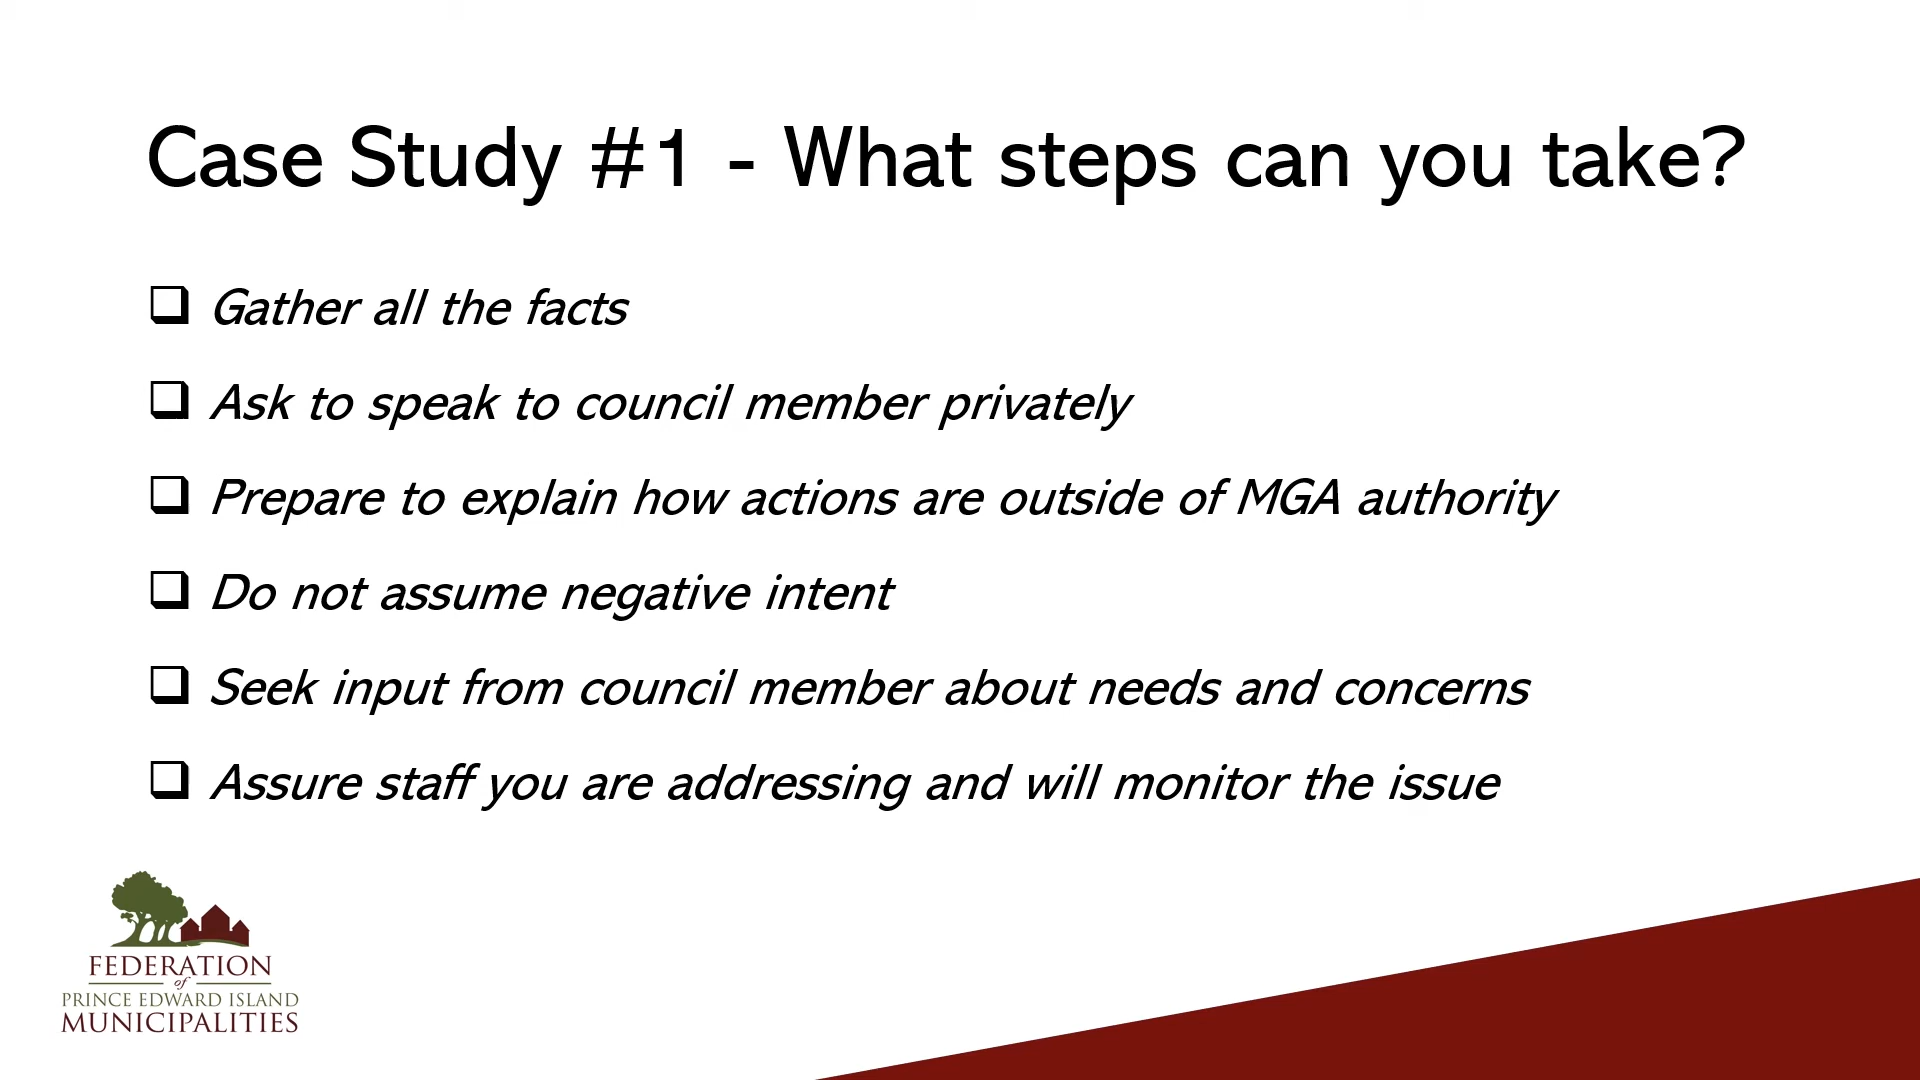 Case Study #1 - What steps can you take?
Gather all the facts
Ask to speak to council member privately
Prepare to explain how actions are outside of MGA authority
Do not assume negative intent
Seek input from council member about needs and concerns
Assure staff you are addressing and will monitor the issue
FEDERATION
of
PRINCE EDWARD ISLAND
MUNICIPALITIES